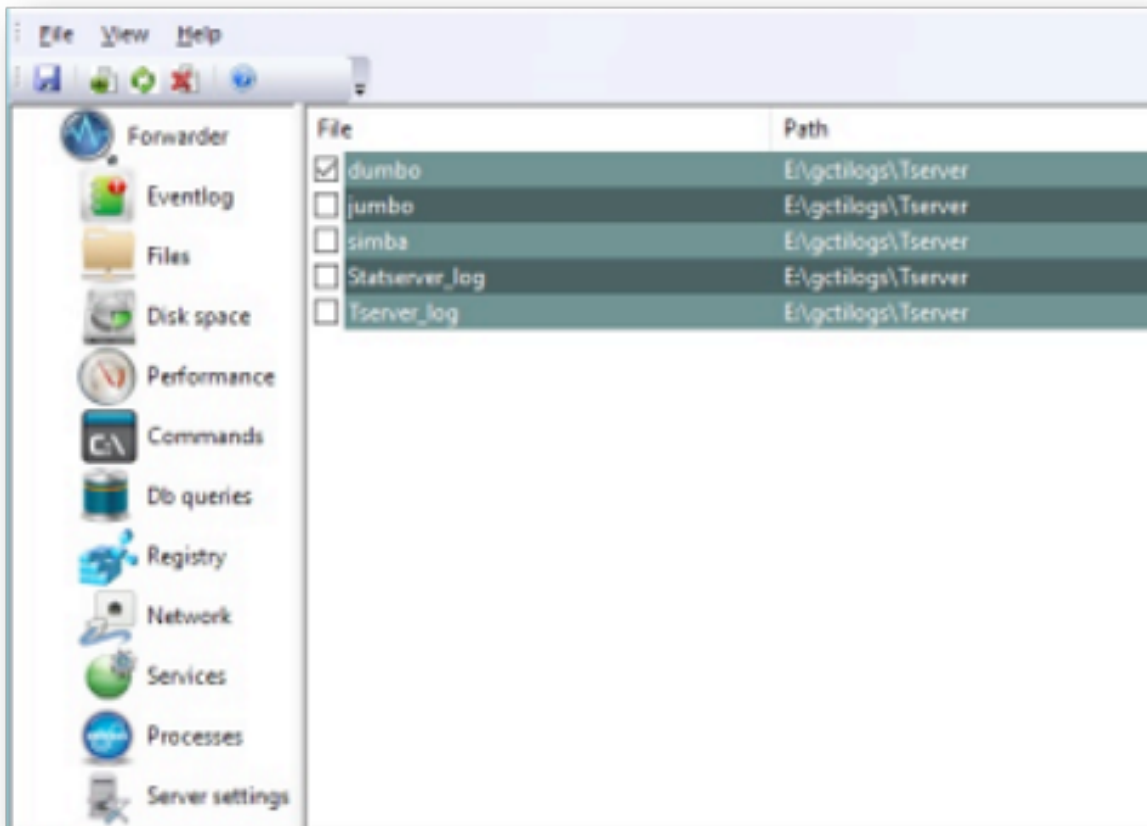 File View Help
Forwarder
Eventlog
Files
Disk space
Performance
C:\
Commands
Db queries
Registry
Network
Services
Processes
Server settings
File Path
dumbo E:\gctilogs\Tserver
jumbo E:\gctilogs\Tserver
simba E:\gctilogs\Tserver
Statserver_log E:\gctilogs\Tserver
Tserver_log E:\gctilogs\Tserver